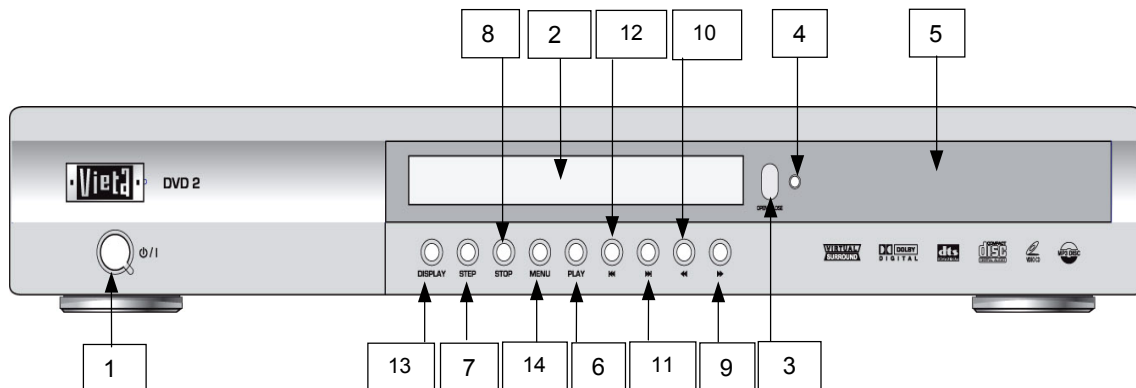 8 2 12 10 4 5
Vieta DVD 2
OPEN/CLOSE
⏻/I
DISPLAY STEP STOP MENU PLAY ⏮ ⏭ ◀◀ ▶▶
VIRTUAL SURROUND
DOLBY DIGITAL
dts
COMPACT disc
VIDEO CD
MP3 DISC
1 13 7 14 6 11 9 3